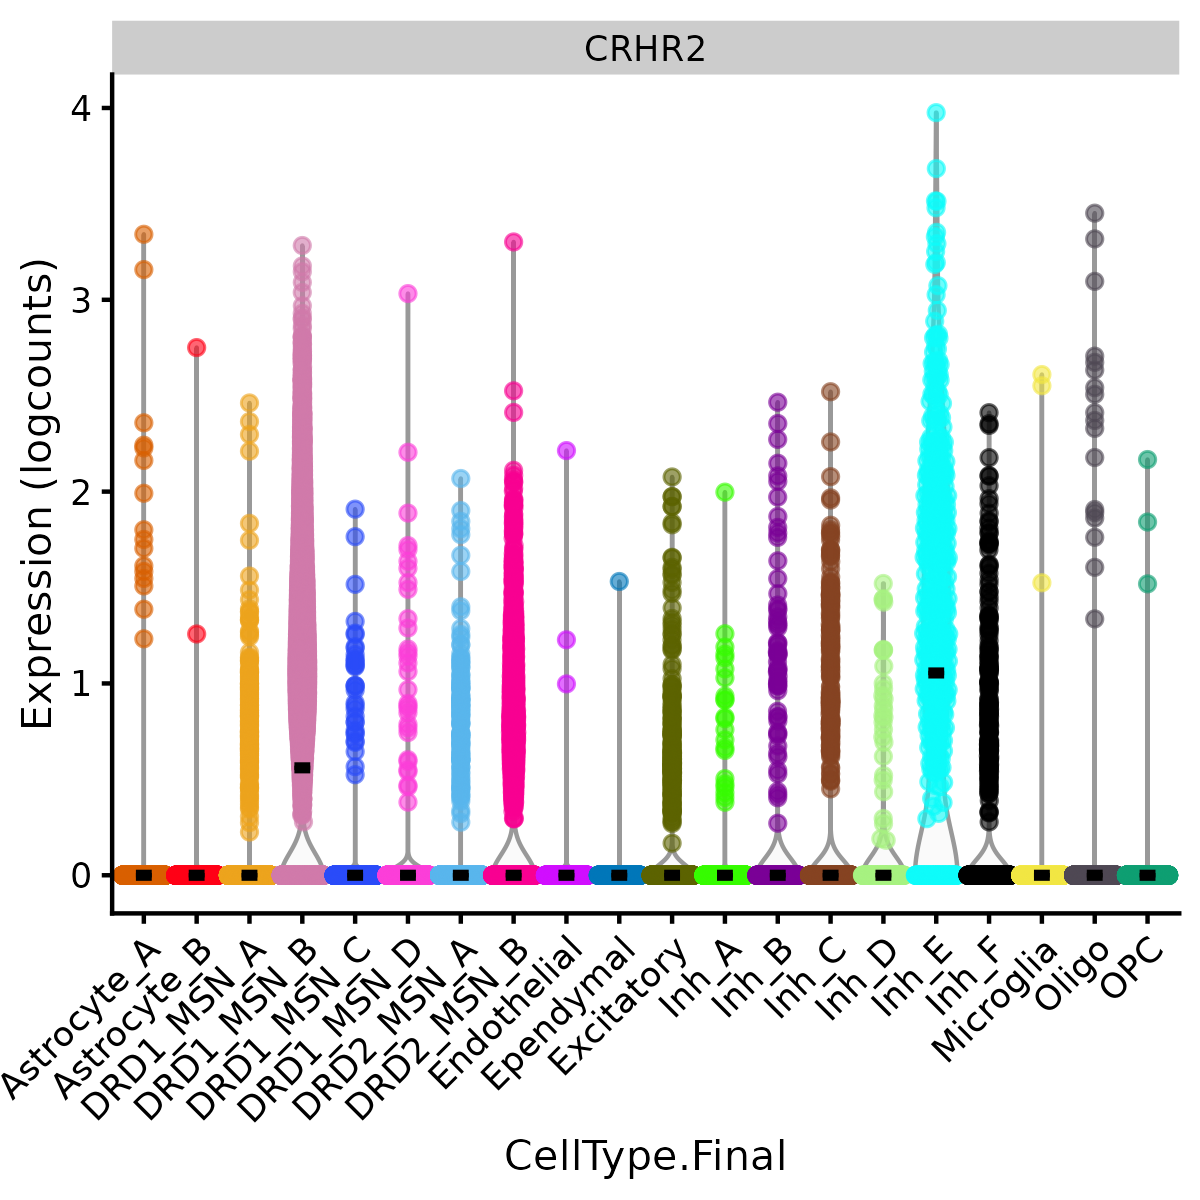 CRHR2
Expression (logcounts)
4
3
2
1
0
Astrocyte_A
Astrocyte_B
DRD1_MSN_A
DRD1_MSN_B
DRD1_MSN_C
DRD1_MSN_D
DRD2_MSN_A
DRD2_MSN_B
Endothelial
Ependymal
Excitatory
Inh_A
Inh_B
Inh_C
Inh_D
Inh_E
Inh_F
Microglia
Oligo
OPC
CellType.Final